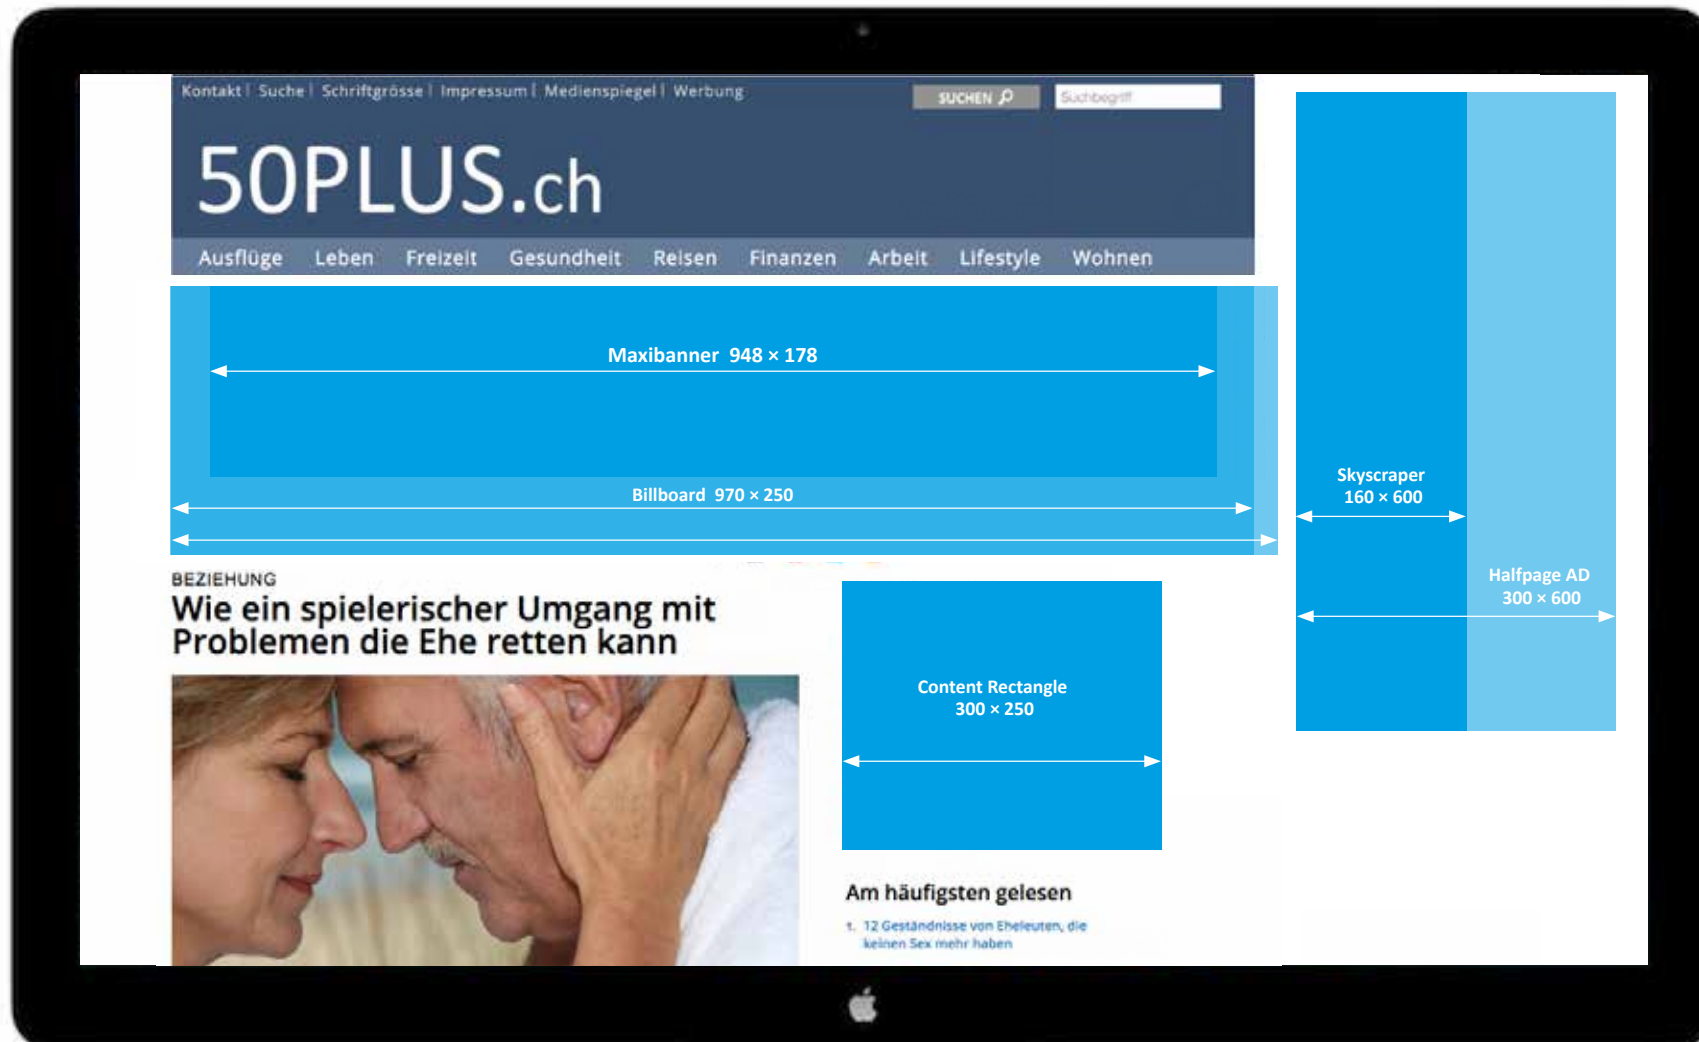 Kontakt | Suche | Schriftgrösse | Impressum | Medienspiegel | Werbung
SUCHEN
Suchbegriff
50PLUS.ch
Ausflüge Leben Freizeit Gesundheit Reisen Finanzen Arbeit Lifestyle Wohnen
Maxibanner 948 × 178
Billboard 970 × 250
Skyscraper
160 × 600
Halfpage AD
300 × 600
BEZIEHUNG
Wie ein spielerischer Umgang mit
Problemen die Ehe retten kann
Content Rectangle
300 × 250
Am häufigsten gelesen
1. 12 Geständnisse von Eheleuten, die
keinen Sex mehr haben